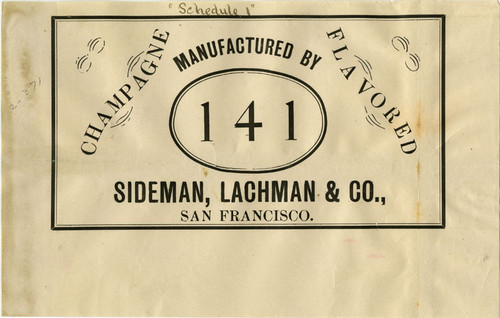 "Schedule 1"
CHAMPAGNE
MANUFACTURED BY
FLAVORED
141
SIDEMAN, LACHMAN & CO.,
SAN FRANCISCO.